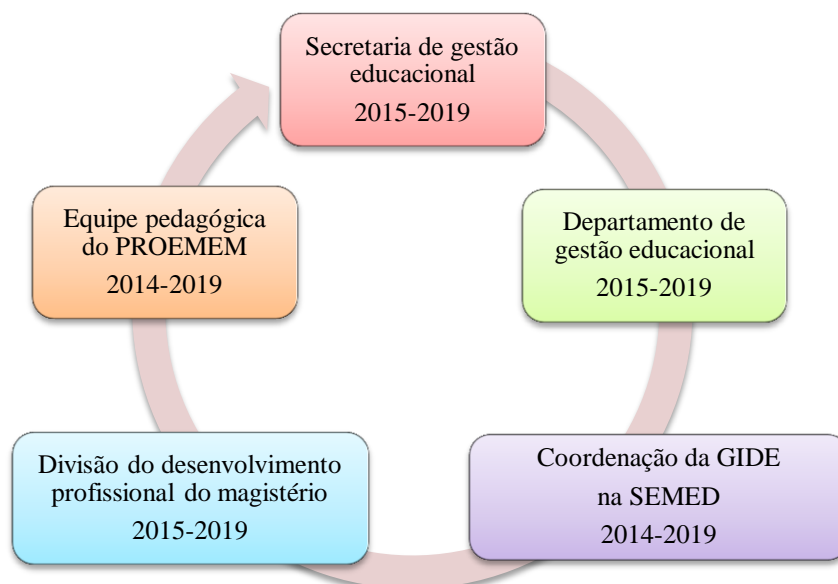 Secretaria de gestão
educacional
2015-2019
Departamento de
gestão educacional
2015-2019
Coordenação da GIDE
na SEMED
2014-2019
Divisão do desenvolvimento
profissional do magistério
2015-2019
Equipe pedagógica
do PROEMEM
2014-2019